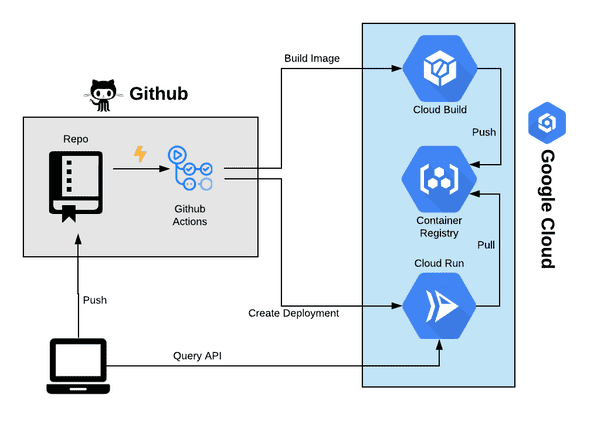 Github
Repo
Github
Actions
Push
Build Image
Create Deployment
Query API
Cloud Build
Push
Container
Registry
Pull
Cloud Run
Google Cloud